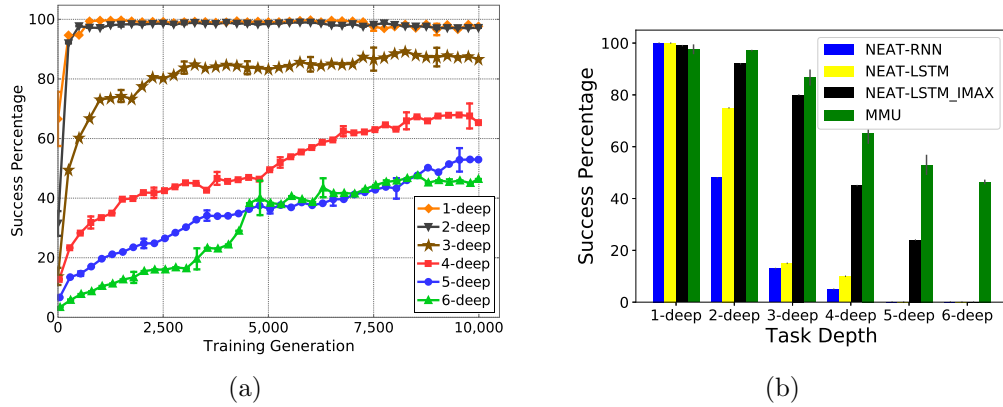 100
80
60
40
20
0
Success Percentage
0
2,500
5,000
7,500
10,000
Training Generation
1-deep
2-deep
3-deep
4-deep
5-deep
6-deep
(a)
100
80
60
40
20
0
Success Percentage
NEAT-RNN
NEAT-LSTM
NEAT-LSTM_IMAX
MMU
1-deep 2-deep 3-deep 4-deep 5-deep 6-deep
Task Depth
(b)